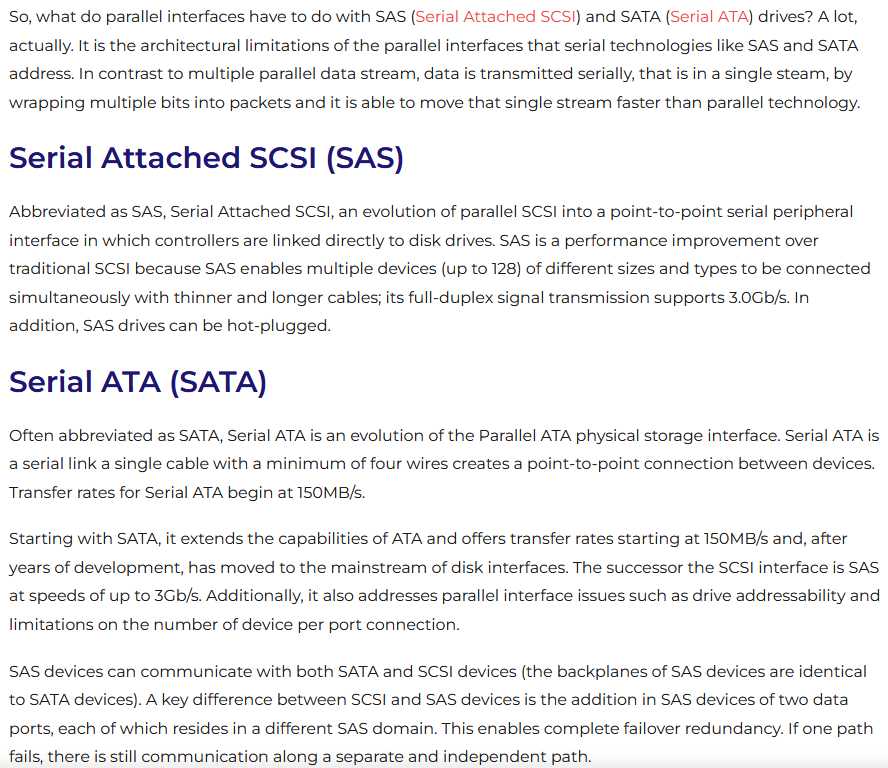 So, what do parallel interfaces have to do with SAS (Serial Attached SCSI) and SATA (Serial ATA) drives? A lot,
actually. It is the architectural limitations of the parallel interfaces that serial technologies like SAS and SATA
address. In contrast to multiple parallel data stream, data is transmitted serially, that is in a single steam, by
wrapping multiple bits into packets and it is able to move that single stream faster than parallel technology.
Serial Attached SCSI (SAS)
Abbreviated as SAS, Serial Attached SCSI, an evolution of parallel SCSI into a point-to-point serial peripheral
interface in which controllers are linked directly to disk drives. SAS is a performance improvement over
traditional SCSI because SAS enables multiple devices (up to 128) of different sizes and types to be connected
simultaneously with thinner and longer cables; its full-duplex signal transmission supports 3.0Gb/s. In
addition, SAS drives can be hot-plugged.
Serial ATA (SATA)
Often abbreviated as SATA, Serial ATA is an evolution of the Parallel ATA physical storage interface. Serial ATA is
a serial link a single cable with a minimum of four wires creates a point-to-point connection between devices.
Transfer rates for Serial ATA begin at 150MB/s.
Starting with SATA, it extends the capabilities of ATA and offers transfer rates starting at 150MB/s and, after
years of development, has moved to the mainstream of disk interfaces. The successor the SCSI interface is SAS
at speeds of up to 3Gb/s. Additionally, it also addresses parallel interface issues such as drive addressability and
limitations on the number of device per port connection.
SAS devices can communicate with both SATA and SCSI devices (the backplanes of SAS devices are identical
to SATA devices). A key difference between SCSI and SAS devices is the addition in SAS devices of two data
ports, each of which resides in a different SAS domain. This enables complete failover redundancy. If one path
fails, there is still communication along a separate and independent path.